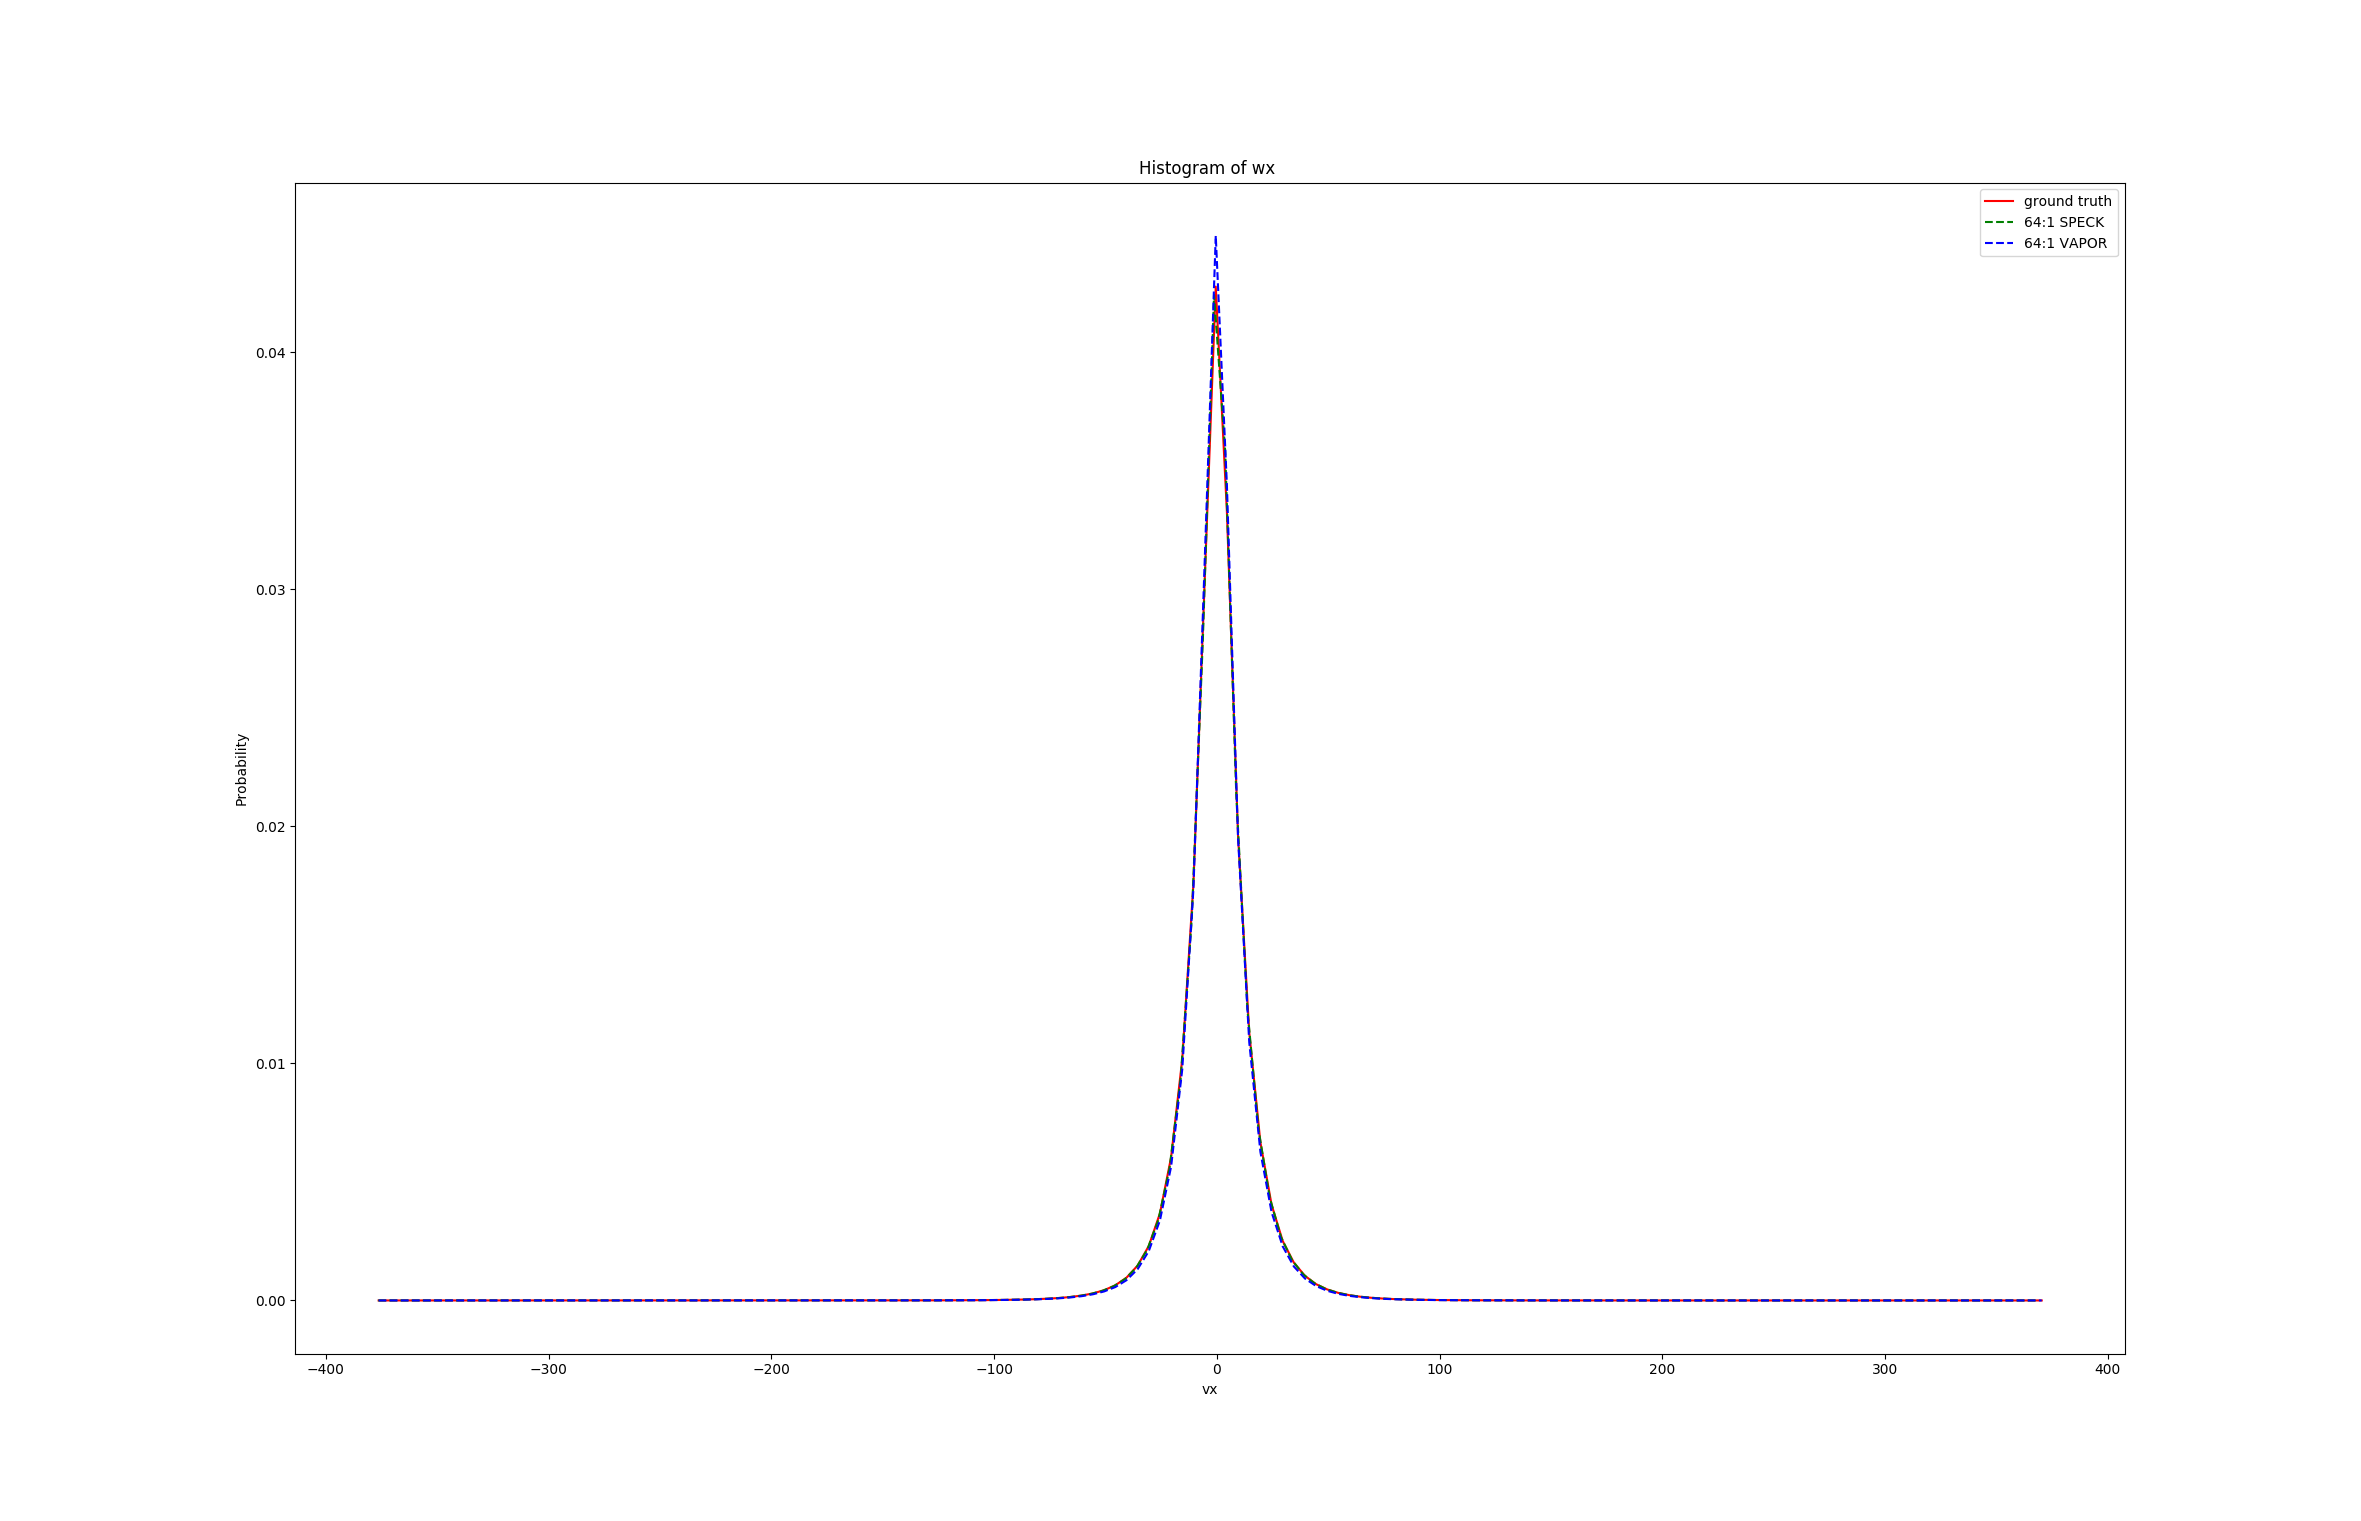 Histogram of wx
ground truth
64:1 SPECK
64:1 VAPOR
Probability
0.04
0.03
0.02
0.01
0.00
−400 −300 −200 −100 0 100 200 300 400
vx